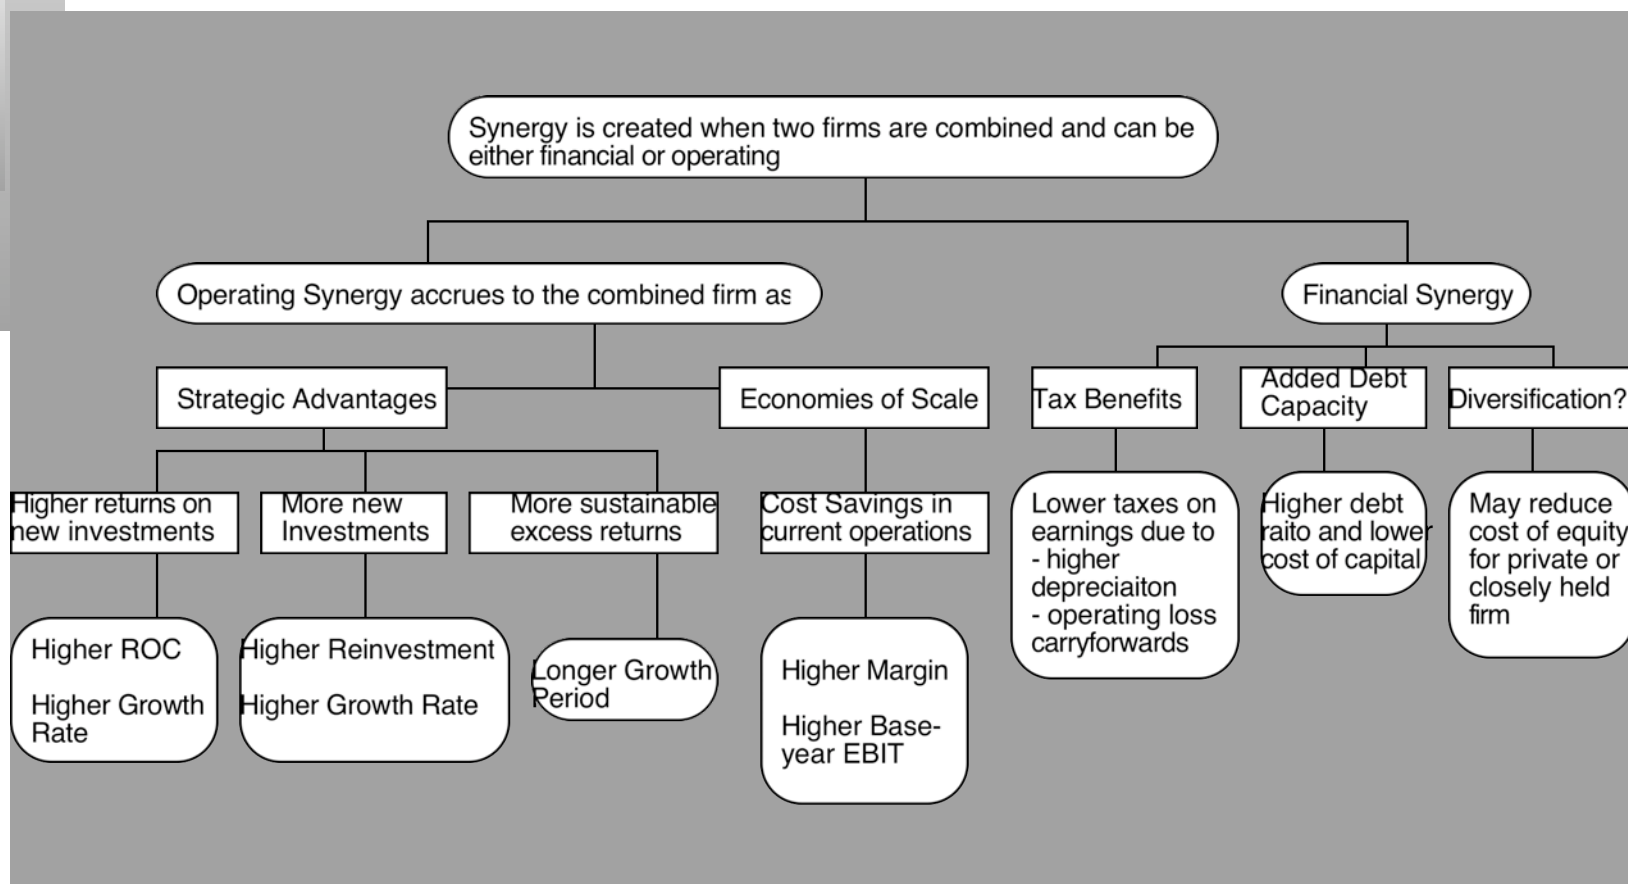 Synergy is created when two firms are combined and can be
either financial or operating
Operating Synergy accrues to the combined firm as
Financial Synergy
Strategic Advantages
Economies of Scale
Tax Benefits
Added Debt
Capacity
Diversification?
Higher returns on
new investments
More new
Investments
More sustainable
excess returns
Cost Savings in
current operations
Lower taxes on
earnings due to
- higher
depreciaiton
- operating loss
carryforwards
Higher debt
raito and lower
cost of capital
May reduce
cost of equity
for private or
closely held
firm
Higher ROC
Higher Growth
Rate
Higher Reinvestment
Higher Growth Rate
Longer Growth
Period
Higher Margin
Higher Base-
year EBIT